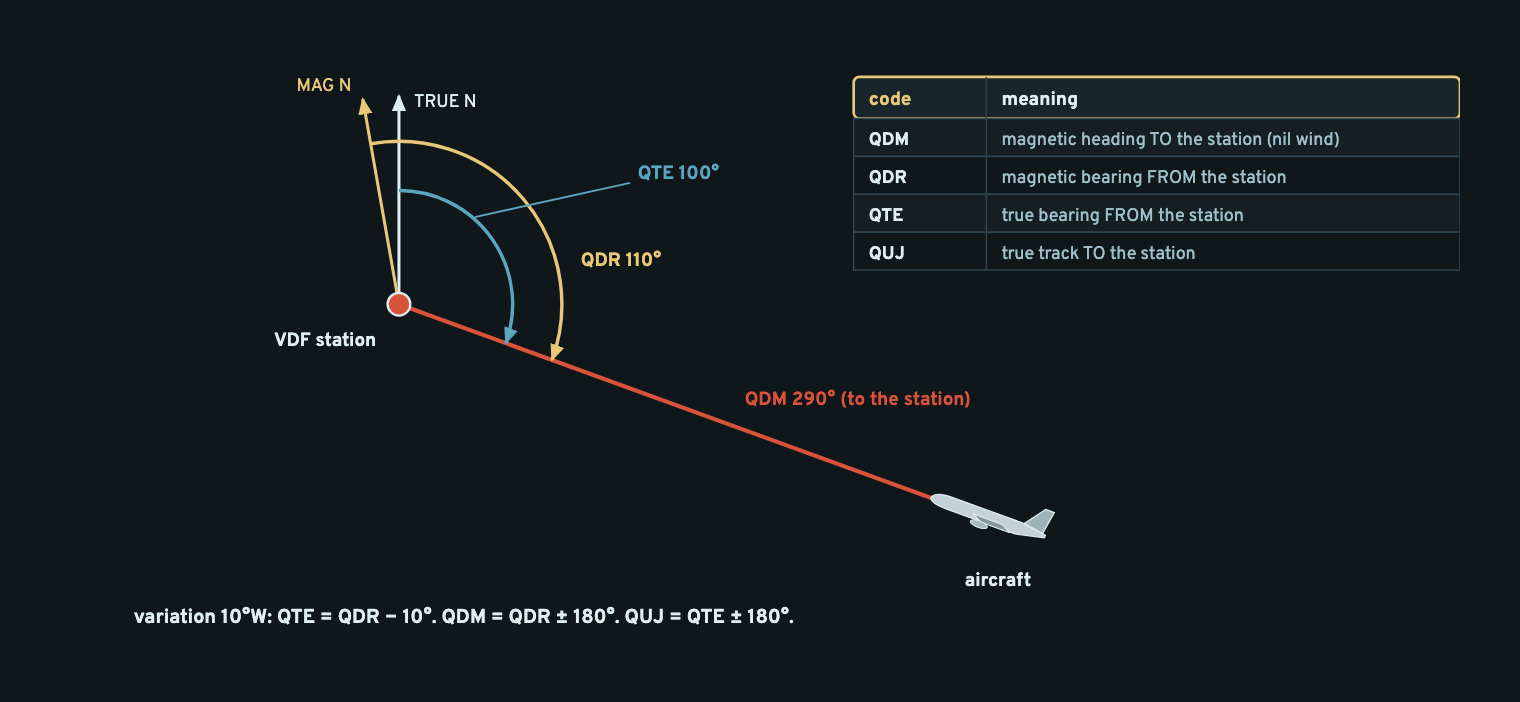 MAG N
TRUE N
QTE 100°
QDR 110°
VDF station
QDM 290° (to the station)
aircraft
variation 10°W: QTE = QDR – 10°. QDM = QDR ± 180°. QUJ = QTE ± 180°.
code meaning
QDM magnetic heading TO the station (nil wind)
QDR magnetic bearing FROM the station
QTE true bearing FROM the station
QUJ true track TO the station